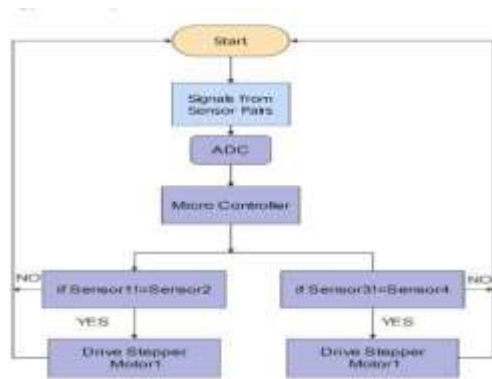 Start
Signals from
Sensor Pairs
ADC
Micro Controller
NO
if Sensor1!=Sensor2
if Sensor3!=Sensor4
NO
YES
YES
Drive Stepper
Motor1
Drive Stepper
Motor1